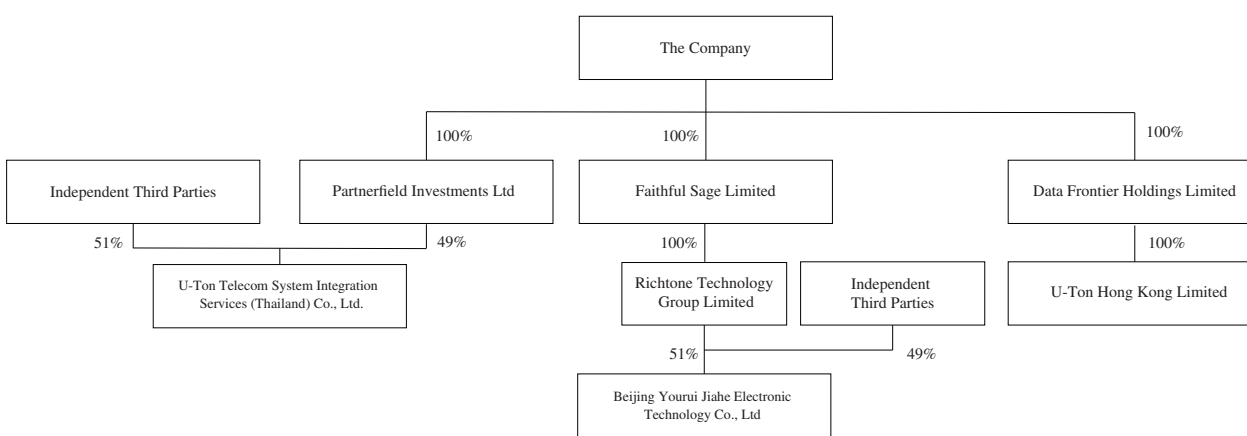 The Company
100%
100%
100%
Independent Third Parties
Partnerfield Investments Ltd
Faithful Sage Limited
Data Frontier Holdings Limited
51%
49%
100%
100%
U-Ton Telecom System Integration
Services (Thailand) Co., Ltd.
Richtone Technology
Group Limited
Independent
Third Parties
U-Ton Hong Kong Limited
51%
49%
Beijing Yourui Jiahe Electronic
Technology Co., Ltd